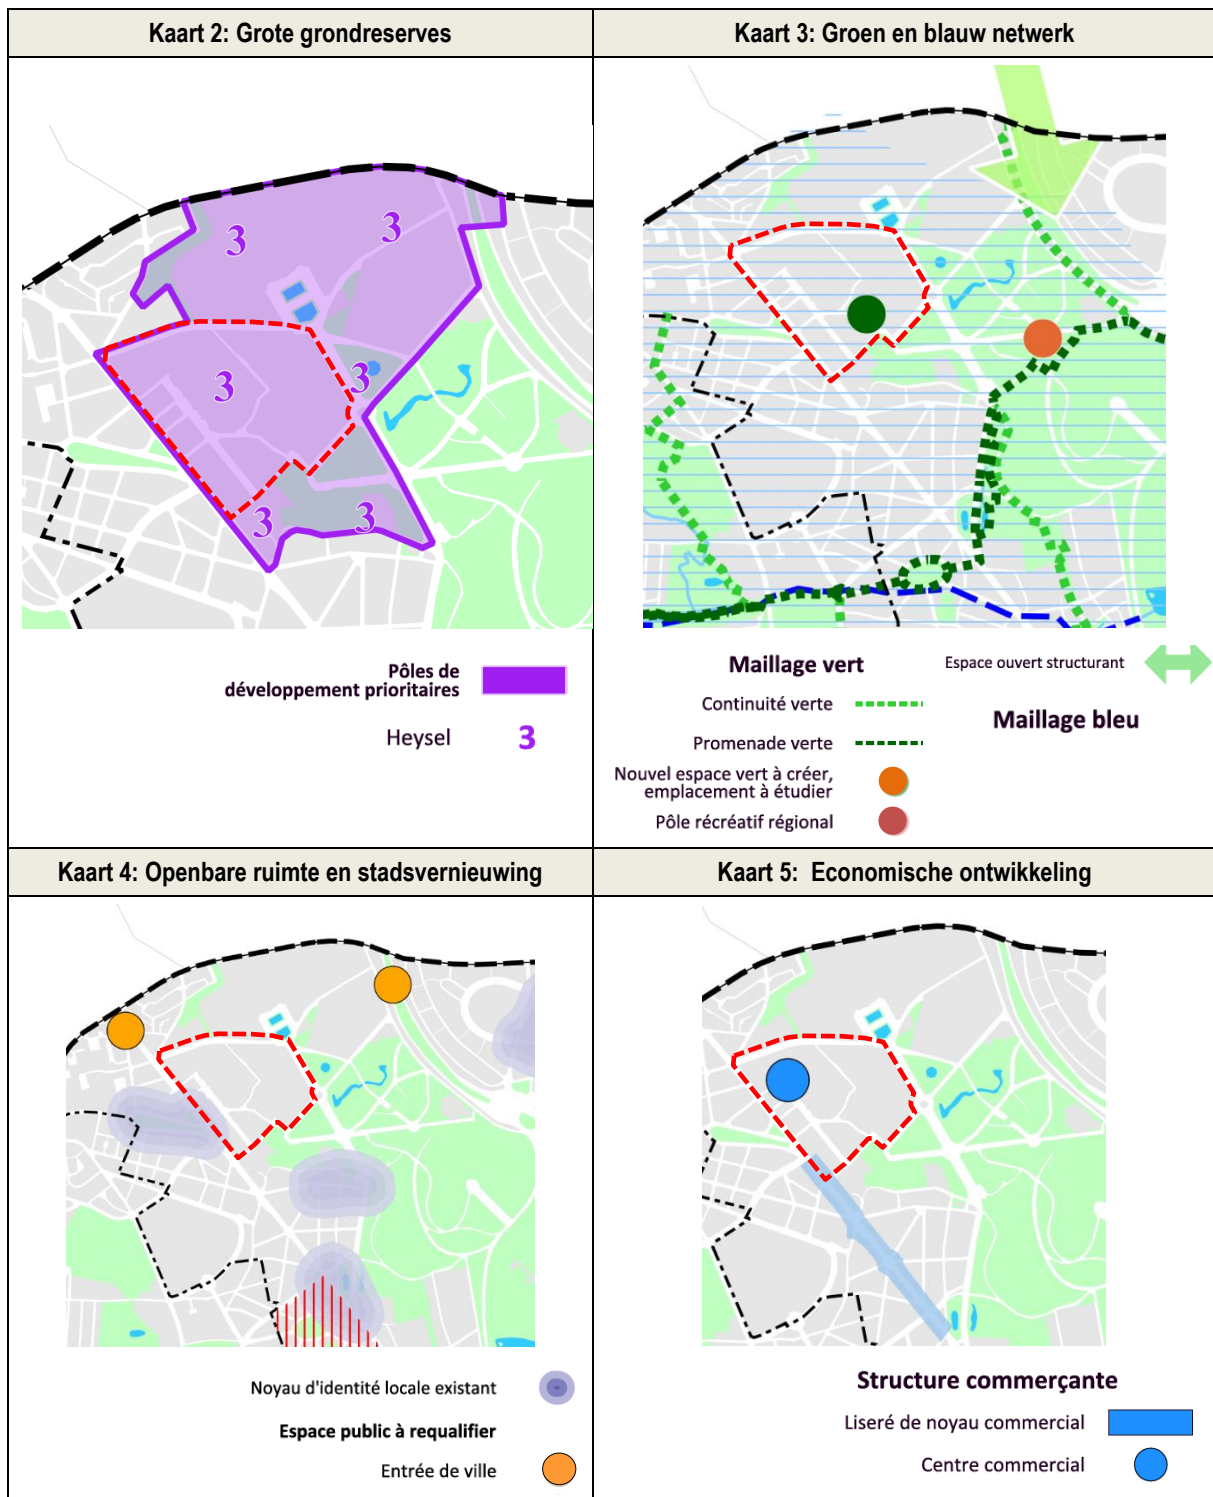 Kaart 2: Grote grondreserves
3
3
3
3
3
3
Pôles de
développement prioritaires
Heysel 3
Kaart 3: Groen en blauw netwerk
Maillage vert
Espace ouvert structurant
Continuité verte
Maillage bleu
Promenade verte
Nouvel espace vert à créer,
emplacement à étudier
Pôle récréatif régional
Kaart 4: Openbare ruimte en stadsvernieuwing
Noyau d'identité locale existant
Espace public à requalifier
Entrée de ville
Kaart 5: Economische ontwikkeling
Structure commerçante
Liseré de noyau commercial
Centre commercial